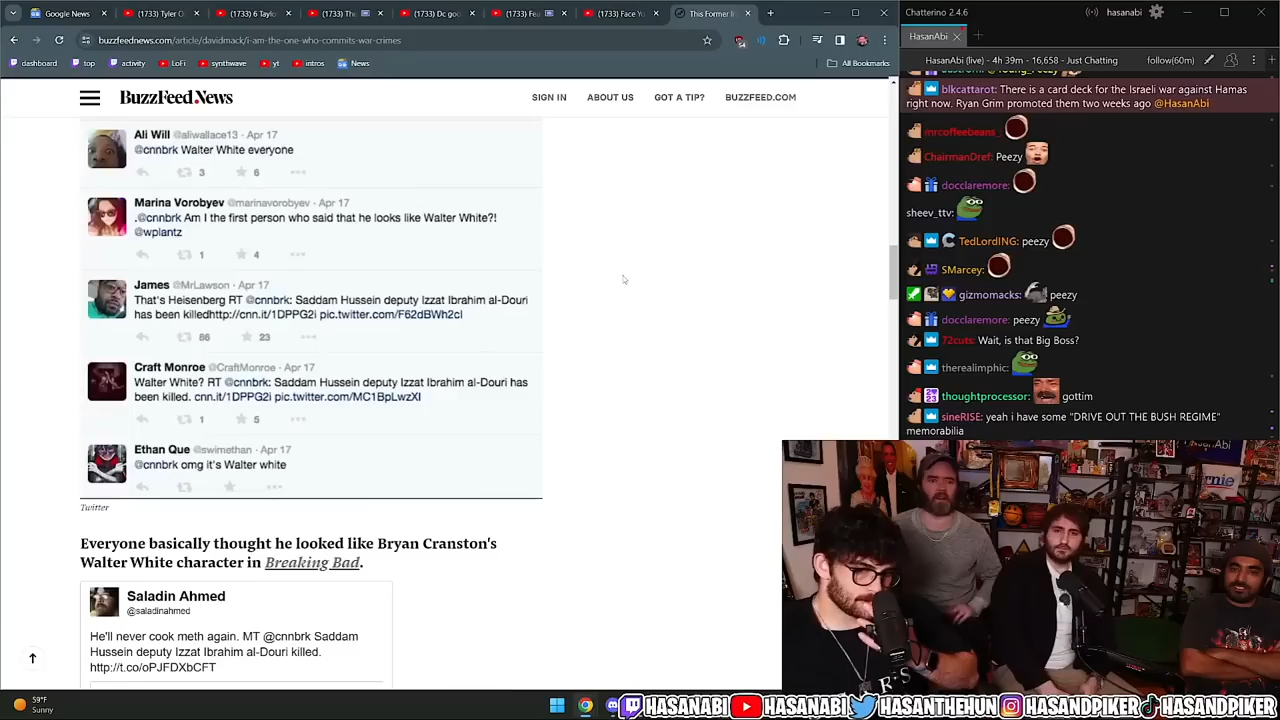 Google News
(1733) Tyler O
(1733) 6 Taylor
(1733) The
(1733) Dc go
(1733) Feu
(1733) Face Yu
This Former Ir
buzzfeednews.com/article/davidmack/i-am-the-one-who-commits-war-crimes
dashboard
top
activity
LoFi
synthwave
yt
intros
News
All Bookmarks
BuzzFeed.News
SIGN IN
ABOUT US
GOT A TIP?
BUZZFEED.COM
Ali Will @aliwallace13 · Apr 17
@cnnbrk Walter White everyone
3 6
Marina Vorobyev @marinavorobyev · Apr 17
.@cnnbrk Am I the first person who said that he looks like Walter White?!
@wplantz
1 4
James @MrLawson · Apr 17
That's Heisenberg RT @cnnbrk: Saddam Hussein deputy Izzat Ibrahim al-Douri
has been killedhttp://cnn.it/1DPPG2i pic.twitter.com/F62dBWh2cI
86 23
Craft Monroe @CraftMonroe · Apr 17
Walter White? RT @cnnbrk: Saddam Hussein deputy Izzat Ibrahim al-Douri has
been killed. cnn.it/1DPPG2i pic.twitter.com/MC1BpLwzXI
1 5
Ethan Que @swimethan · Apr 17
@cnnbrk omg it's Walter white
Twitter
Everyone basically thought he looked like Bryan Cranston's
Walter White character in Breaking Bad.
Saladin Ahmed
@saladinahmed
He'll never cook meth again. MT @cnnbrk Saddam
Hussein deputy Izzat Ibrahim al-Douri killed.
http://t.co/oPJFDXbCFT
59°F
Sunny
Chatterino 2.4.6
hasanabi
HasanAbi
HasanAbi (live) - 4h 39m - 16,658 - Just Chatting
follow(60m)
blkcattarot: There is a card deck for the Israeli war against Hamas
right now. Ryan Grim promoted them two weeks ago @HasanAbi
mrcoffeebeans_
ChairmanDref: Peezy
docclaremore:
sheev_ttv:
TedLordING: peezy
SMarcey:
gizmomacks: peezy
docclaremore: peezy
72cuts: Wait, is that Big Boss?
therealimphic:
thoughtprocessor: gottim
sineRISE: yeah i have some "DRIVE OUT THE BUSH REGIME"
memorabilia
HASANABI HASANABI HASANTHEHUN HASANDPIKER HASANDPIKER